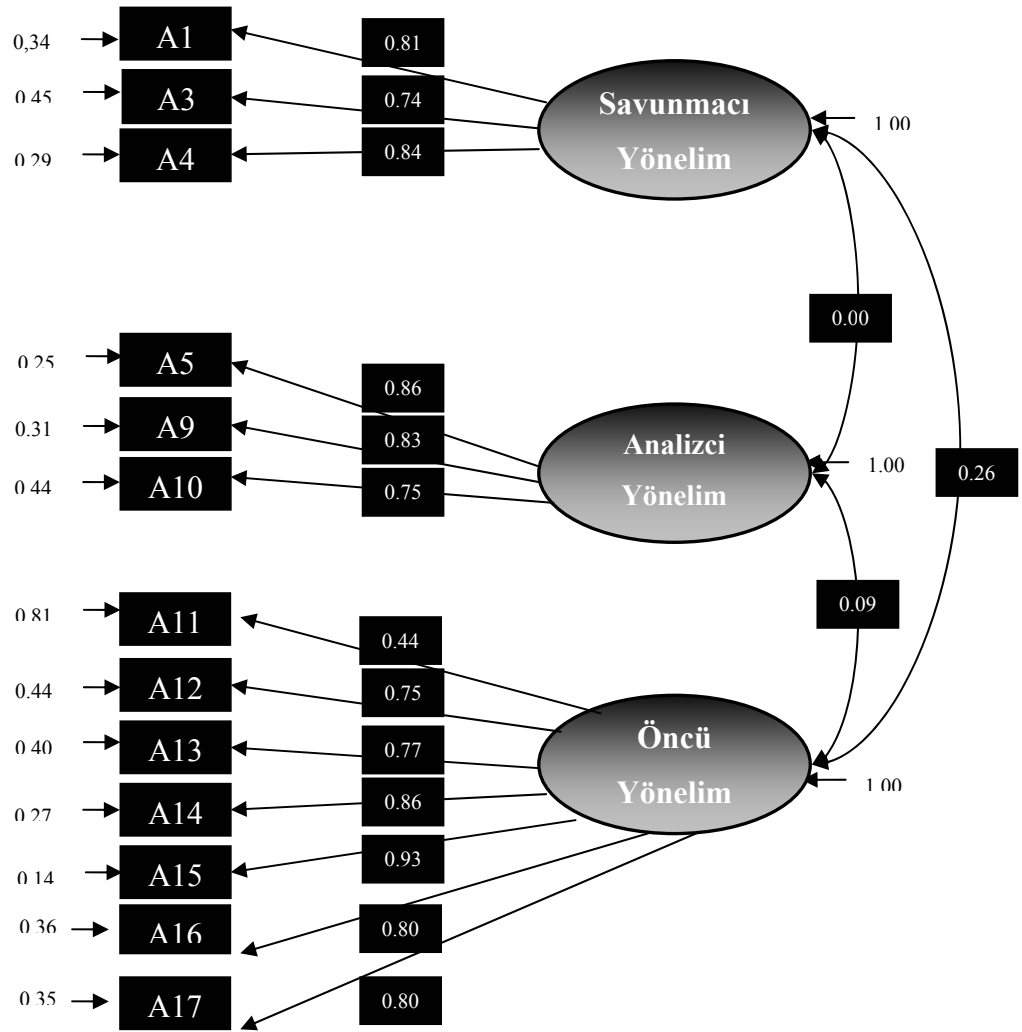 0,34
A1
0.81
0.45
A3
0.74
0.29
A4
0.84
Savunmacı
Yönelim
1.00
0.00
0.25
A5
0.86
0.31
A9
0.83
0.44
A10
0.75
Analizci
Yönelim
1.00
0.26
0.09
0.81
A11
0.44
0.44
A12
0.75
0.40
A13
0.77
0.27
A14
0.86
0.14
A15
0.93
0.36
A16
0.80
0.35
A17
0.80
Öncü
Yönelim
1.00